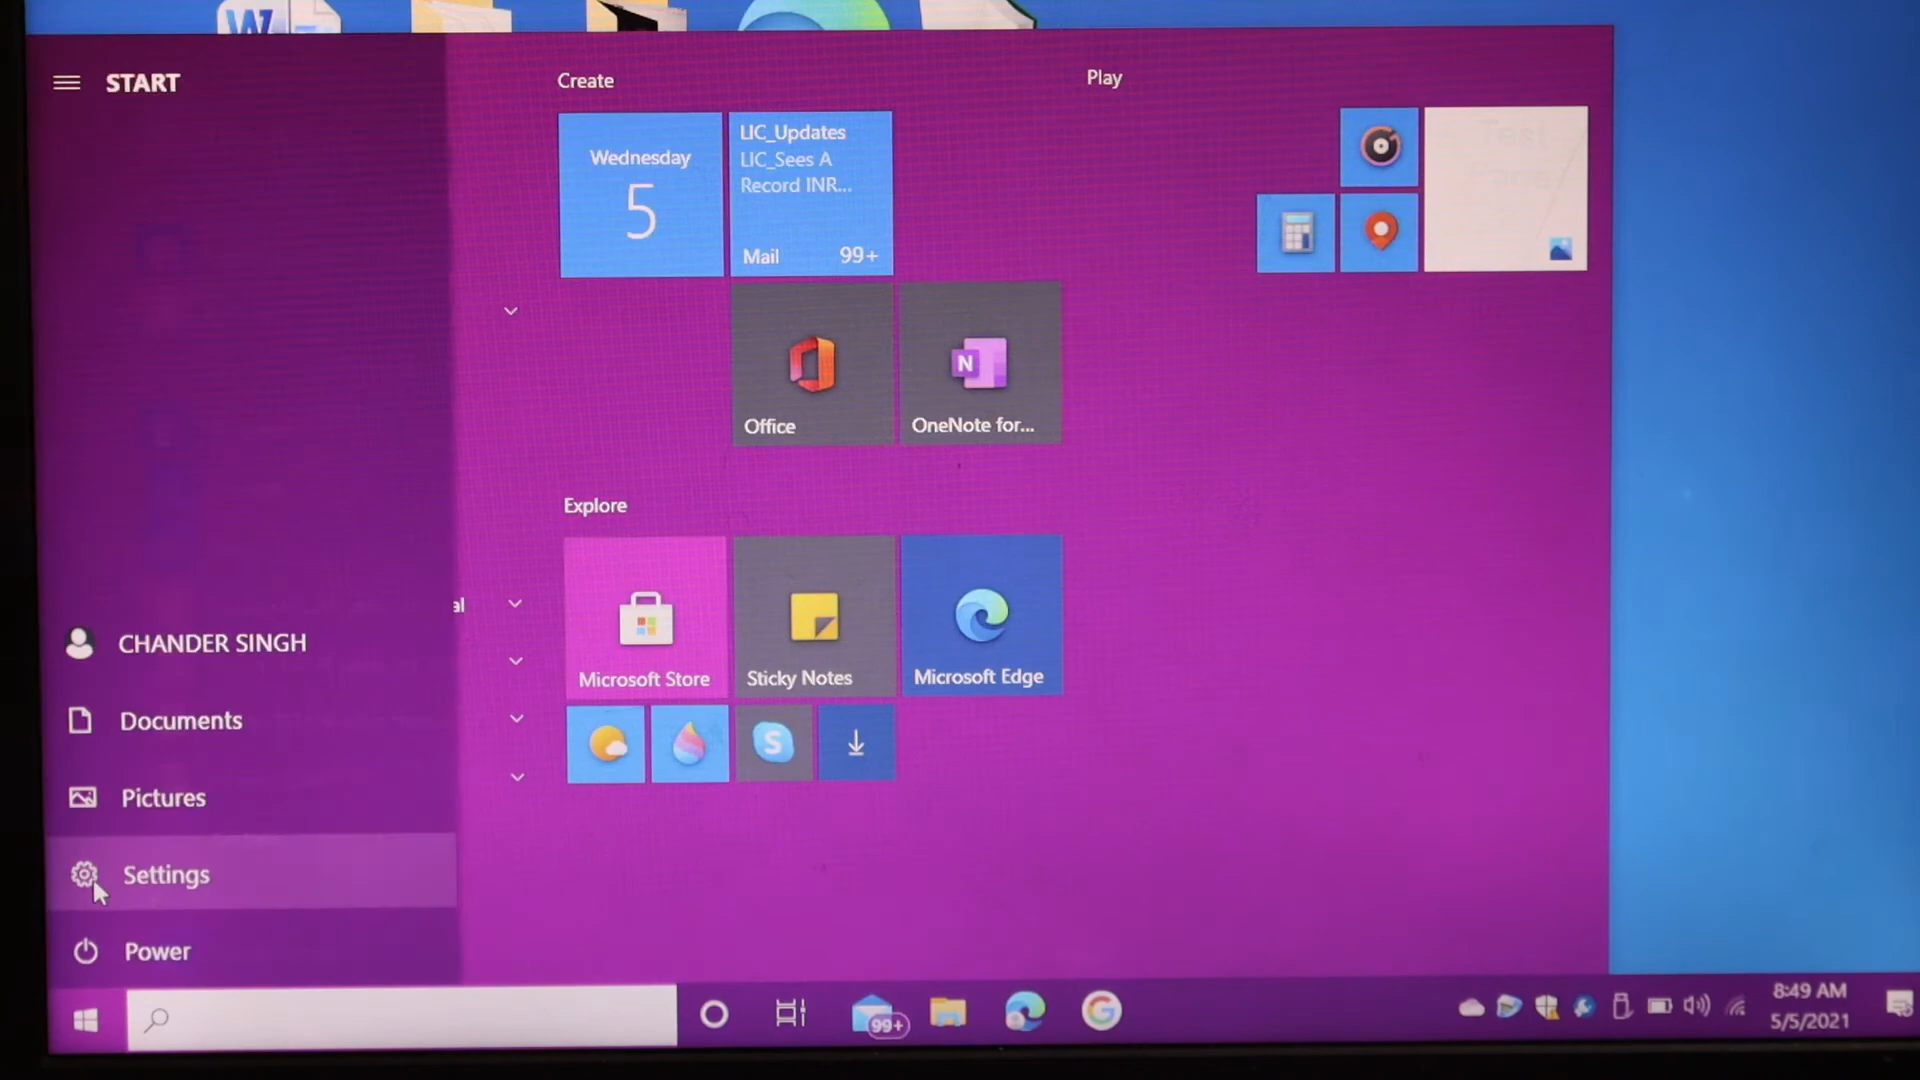 W
START
Create
Play
Wednesday
5
LIC_Updates
LIC_Sees A
Record INR...
Mail 99+
Office
N
OneNote for...
Explore
al
Microsoft Store
Sticky Notes
Microsoft Edge
S
CHANDER SINGH
Documents
Pictures
Settings
Power
99+
G
8:49 AM
5/5/2021